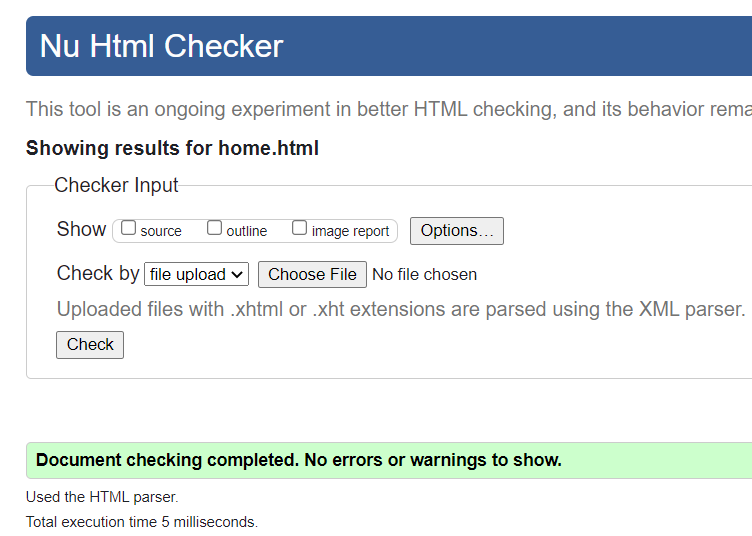 Nu Html Checker
This tool is an ongoing experiment in better HTML checking, and its behavior rema
Showing results for home.html
Checker Input
Show source outline image report Options...
Check by file upload Choose File No file chosen
Uploaded files with .xhtml or .xht extensions are parsed using the XML parser.
Check
Document checking completed. No errors or warnings to show.
Used the HTML parser.
Total execution time 5 milliseconds.